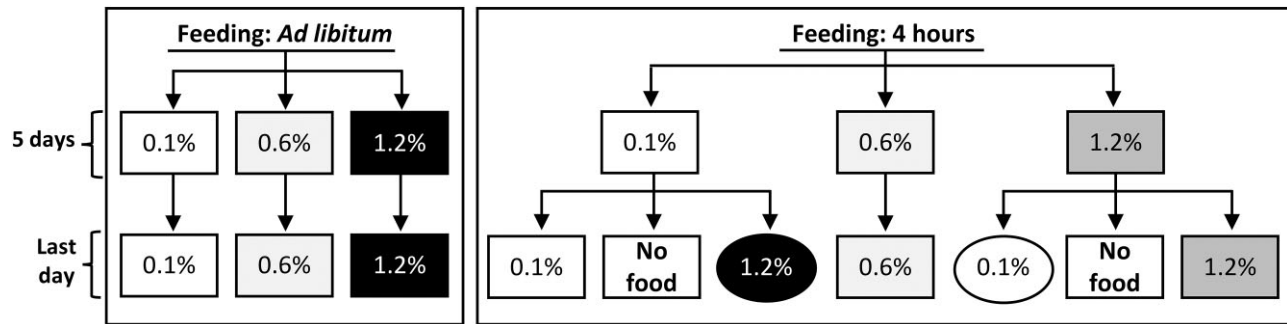 Feeding: Ad libitum
Feeding: 4 hours
5 days
0.1%
0.6%
1.2%
0.1%
0.6%
1.2%
Last
day
0.1%
0.6%
1.2%
0.1%
No
food
1.2%
0.6%
0.1%
No
food
1.2%